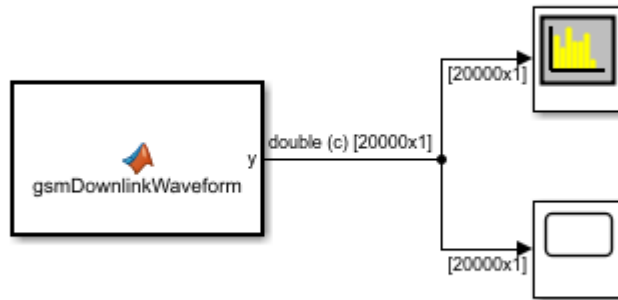 [20000x1]
y
double (c) [20000x1]
gsmDownlinkWaveform
[20000x1]